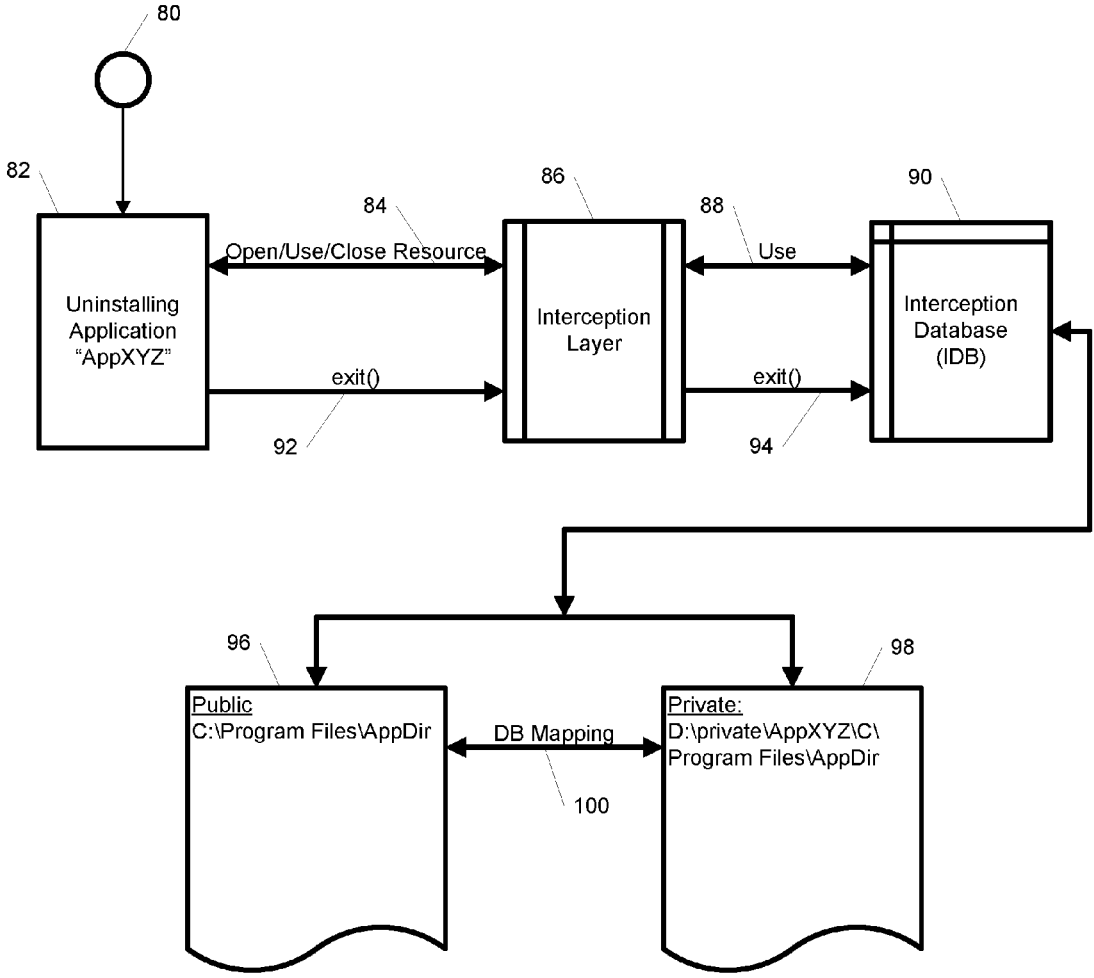 80
82
84
86
88
90
Open/Use/Close Resource
Use
Uninstalling
Application
“AppXYZ”
Interception
Layer
Interception
Database
(IDB)
exit()
exit()
92
94
96
98
Public
C:\Program Files\AppDir
DB Mapping
100
Private:
D:\private\AppXYZ\C\
Program Files\AppDir